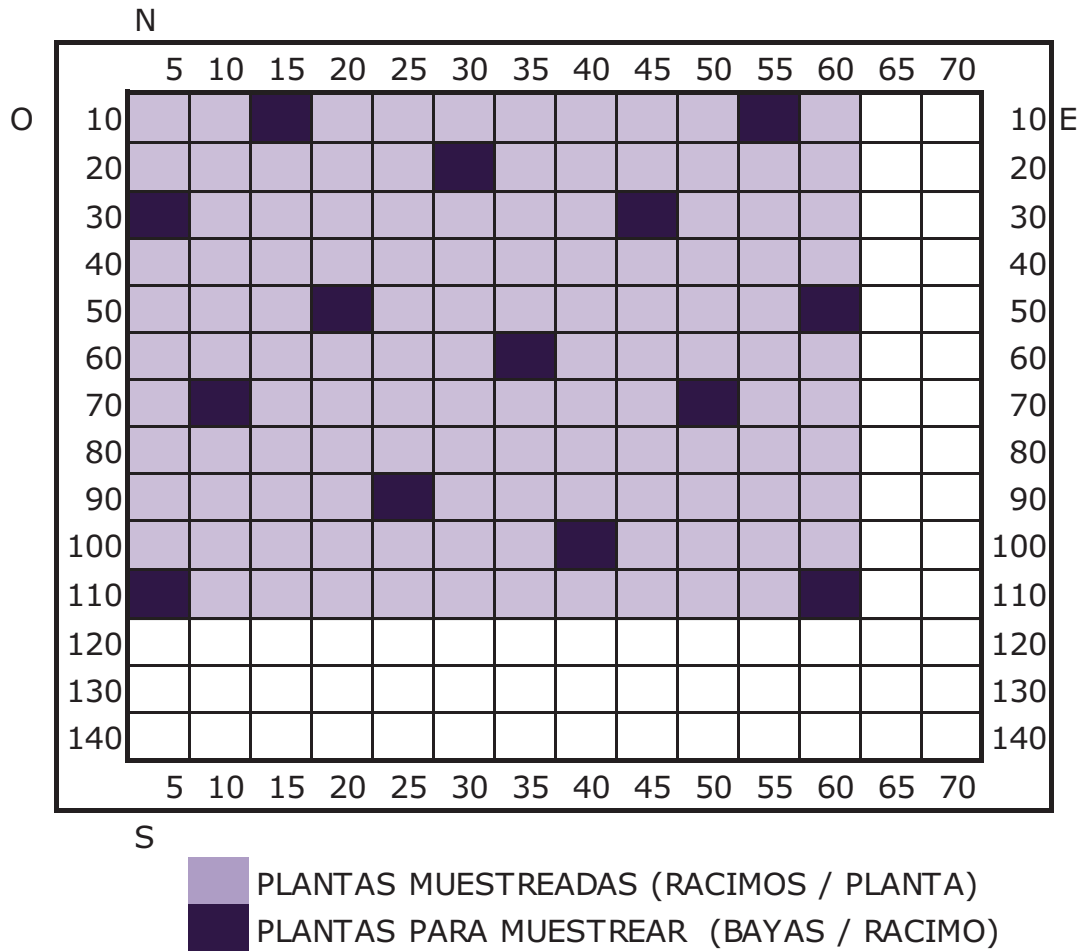 N
5 10 15 20 25 30 35 40 45 50 55 60 65 70
O 10 10 E
20 20
30 30
40 40
50 50
60 60
70 70
80 80
90 90
100 100
110 110
120 120
130 130
140 140
5 10 15 20 25 30 35 40 45 50 55 60 65 70
S
PLANTAS MUESTREADAS (RACIMOS / PLANTA)
PLANTAS PARA MUESTREAR (BAYAS / RACIMO)